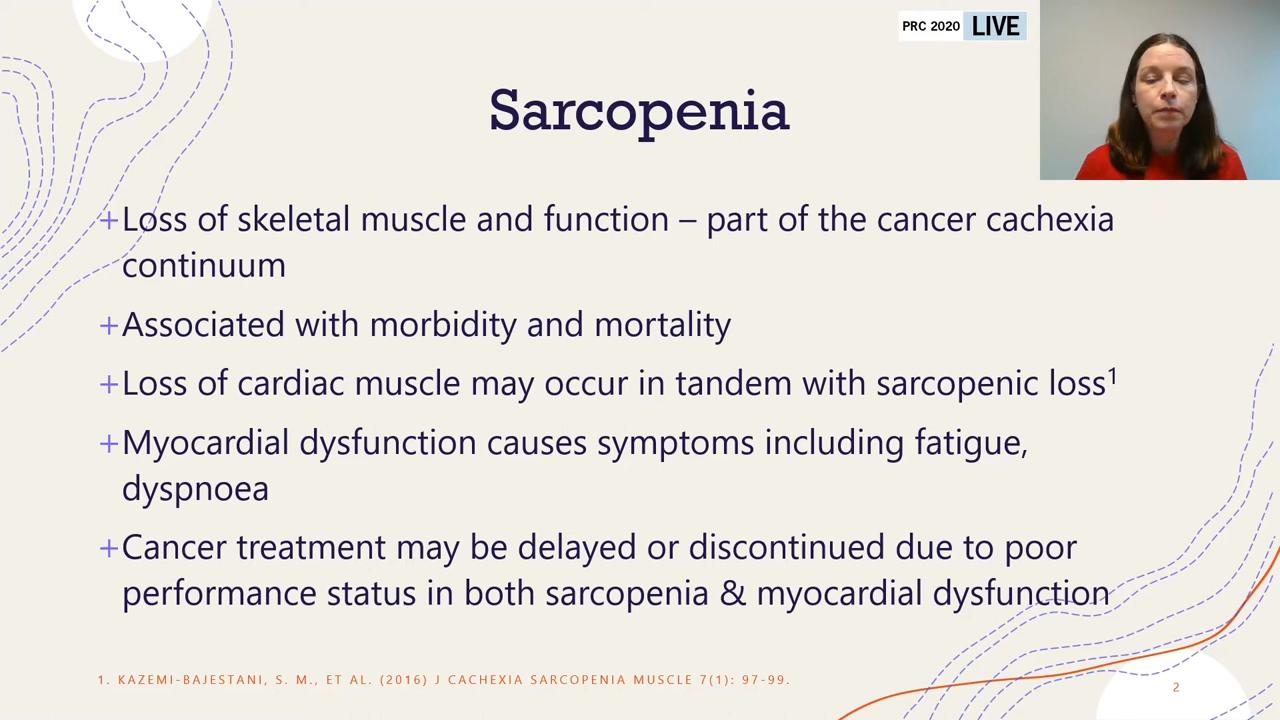 PRC 2020 LIVE
Sarcopenia
+Loss of skeletal muscle and function – part of the cancer cachexia
continuum
+Associated with morbidity and mortality
+Loss of cardiac muscle may occur in tandem with sarcopenic loss¹
+Myocardial dysfunction causes symptoms including fatigue,
dyspnoea
+Cancer treatment may be delayed or discontinued due to poor
performance status in both sarcopenia & myocardial dysfunction
1. KAZEMI-BAJESTANI, S. M., ET AL. (2016) J CACHEXIA SARCOPENIA MUSCLE 7(1): 97-99.
2